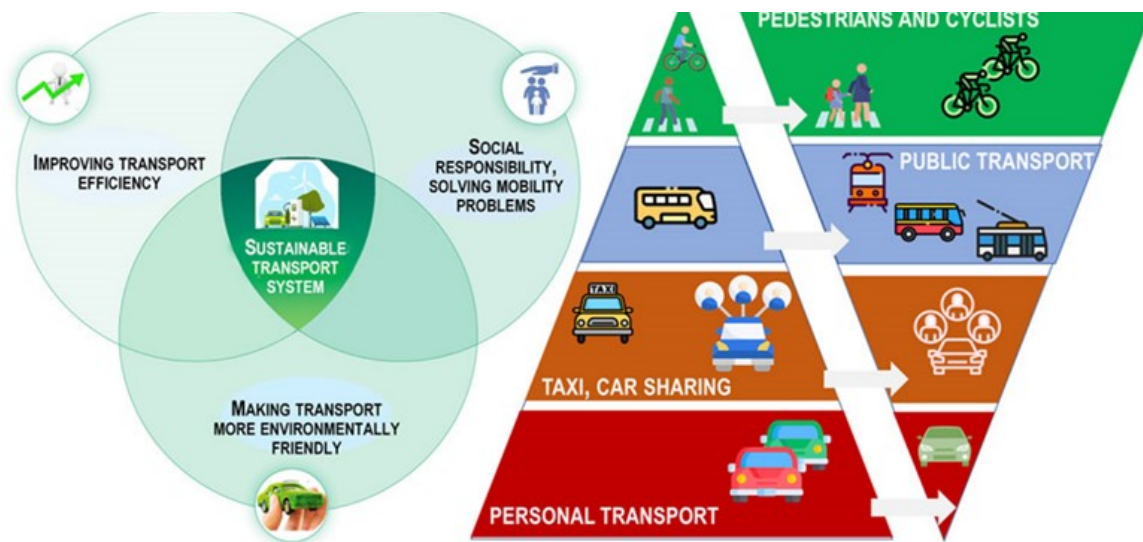 IMPROVING TRANSPORT
EFFICIENCY
SOCIAL
RESPONSIBILITY,
SOLVING MOBILITY
PROBLEMS
SUSTAINABLE
TRANSPORT
SYSTEM
MAKING TRANSPORT
MORE ENVIRONMENTALLY
FRIENDLY
PEDESTRIANS AND CYCLISTS
PUBLIC TRANSPORT
TAXI
TAXI, CAR SHARING
PERSONAL TRANSPORT